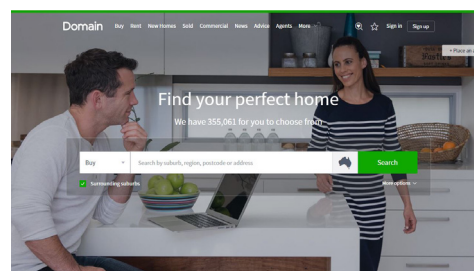 Domain Buy Rent New Homes Sold Commercial News Advice Agents More Sign in Sign up
+ Place an
Find your perfect home
We have 355,061 for you to choose from
Buy Search by suburb, region, postcode or address Search
Surrounding suburbs More options